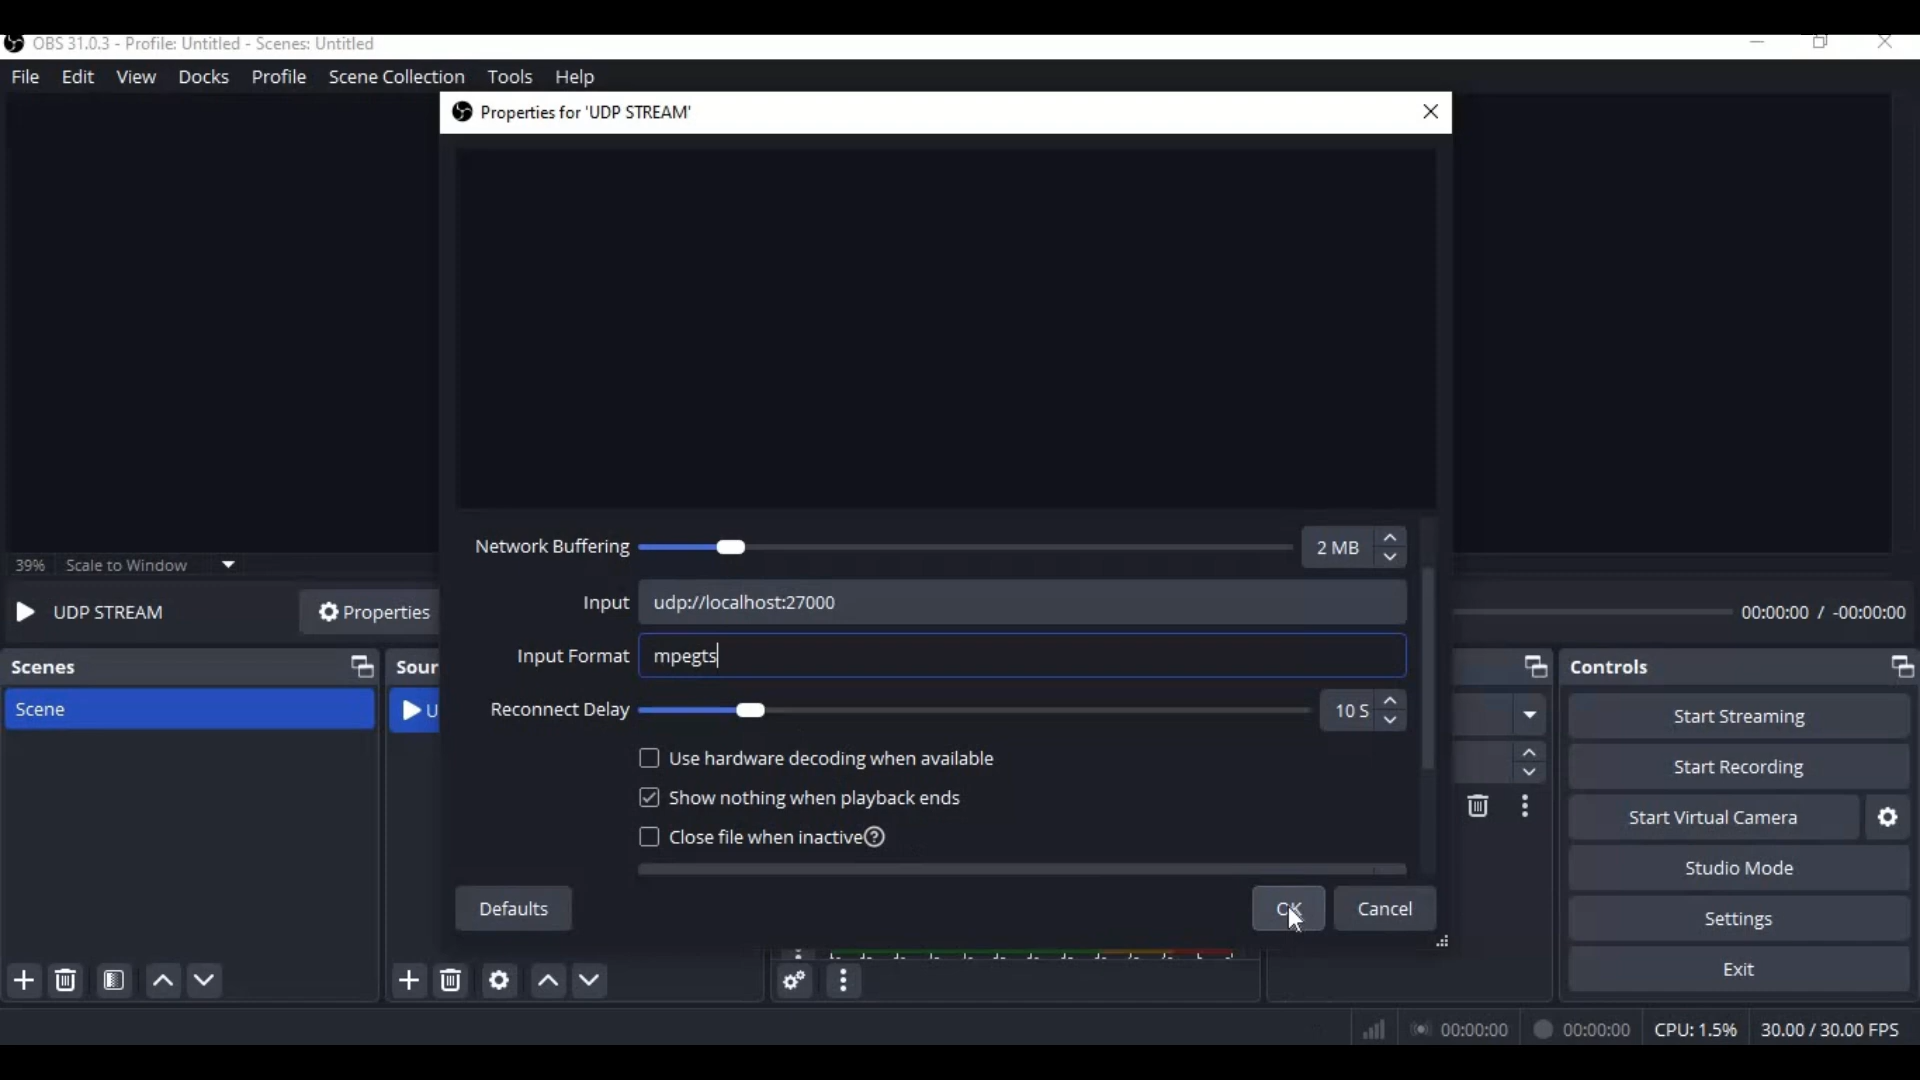 OBS 31.0.3 - Profile: Untitled - Scenes: Untitled
File Edit View Docks Profile Scene Collection Tools Help
Properties for 'UDP STREAM'
Network Buffering 2 MB
39% Scale to Window
Input udp://localhost:27000
UDP STREAM Properties 00:00:00 / -00:00:00
Input Format mpegts
Scenes Sour Controls
Scene U
Reconnect Delay 10 S
Start Streaming
Use hardware decoding when available
Start Recording
Show nothing when playback ends
Start Virtual Camera
Close file when inactive?
Studio Mode
Defaults OK Cancel
Settings
Exit
00:00:00 00:00:00 CPU: 1.5% 30.00 / 30.00 FPS